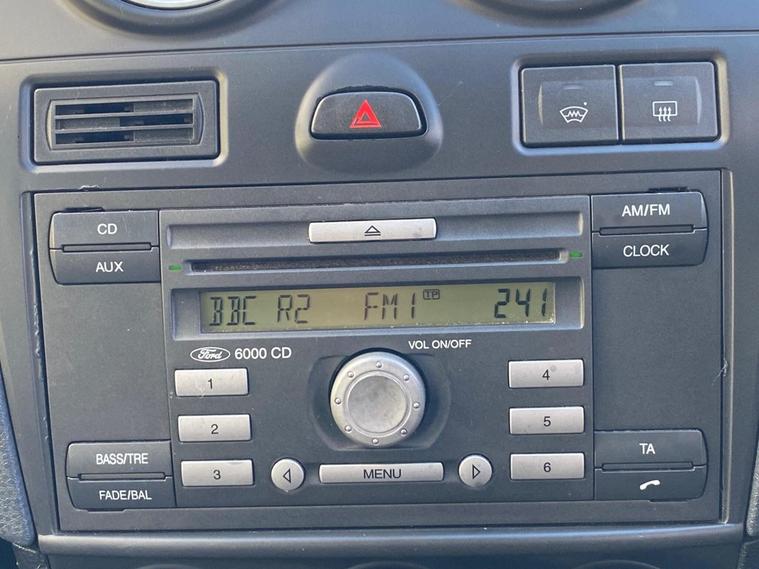 CD
AUX
AM/FM
CLOCK
BBC R2 FM1 TP 241
Ford 6000 CD
VOL ON/OFF
1
2
3
4
5
6
BASS/TRE
FADE/BAL
MENU
TA